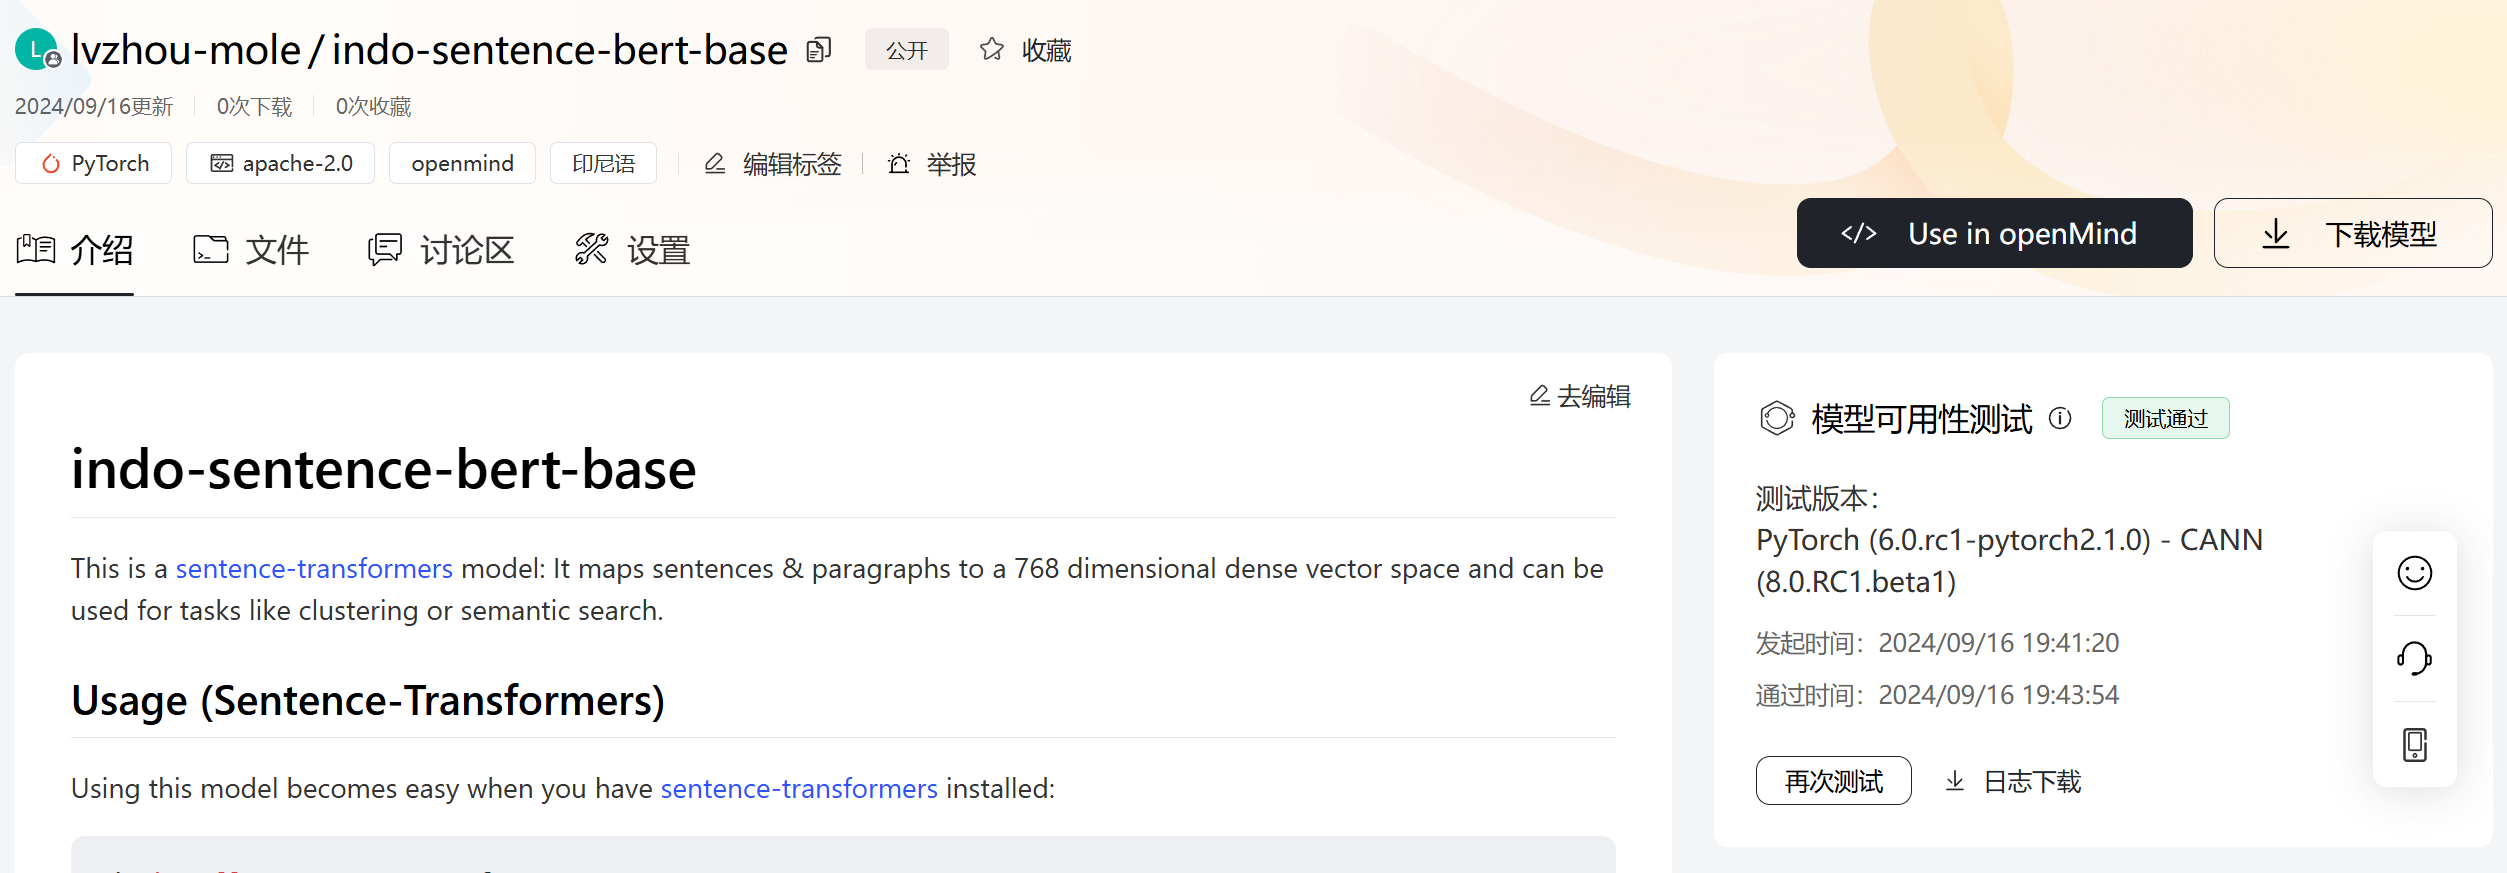 L lvzhou-mole / indo-sentence-bert-base 公开 收藏
2024/09/16更新 0次下载 0次收藏
PyTorch apache-2.0 openmind 印尼语 编辑标签 举报
介绍 文件 讨论区 设置
</> Use in openMind 下载模型
去编辑
indo-sentence-bert-base
This is a sentence-transformers model: It maps sentences & paragraphs to a 768 dimensional dense vector space and can be
used for tasks like clustering or semantic search.
Usage (Sentence-Transformers)
Using this model becomes easy when you have sentence-transformers installed:
模型可用性测试 测试通过
测试版本：
PyTorch (6.0.rc1-pytorch2.1.0) - CANN
(8.0.RC1.beta1)
发起时间：2024/09/16 19:41:20
通过时间：2024/09/16 19:43:54
再次测试 日志下载